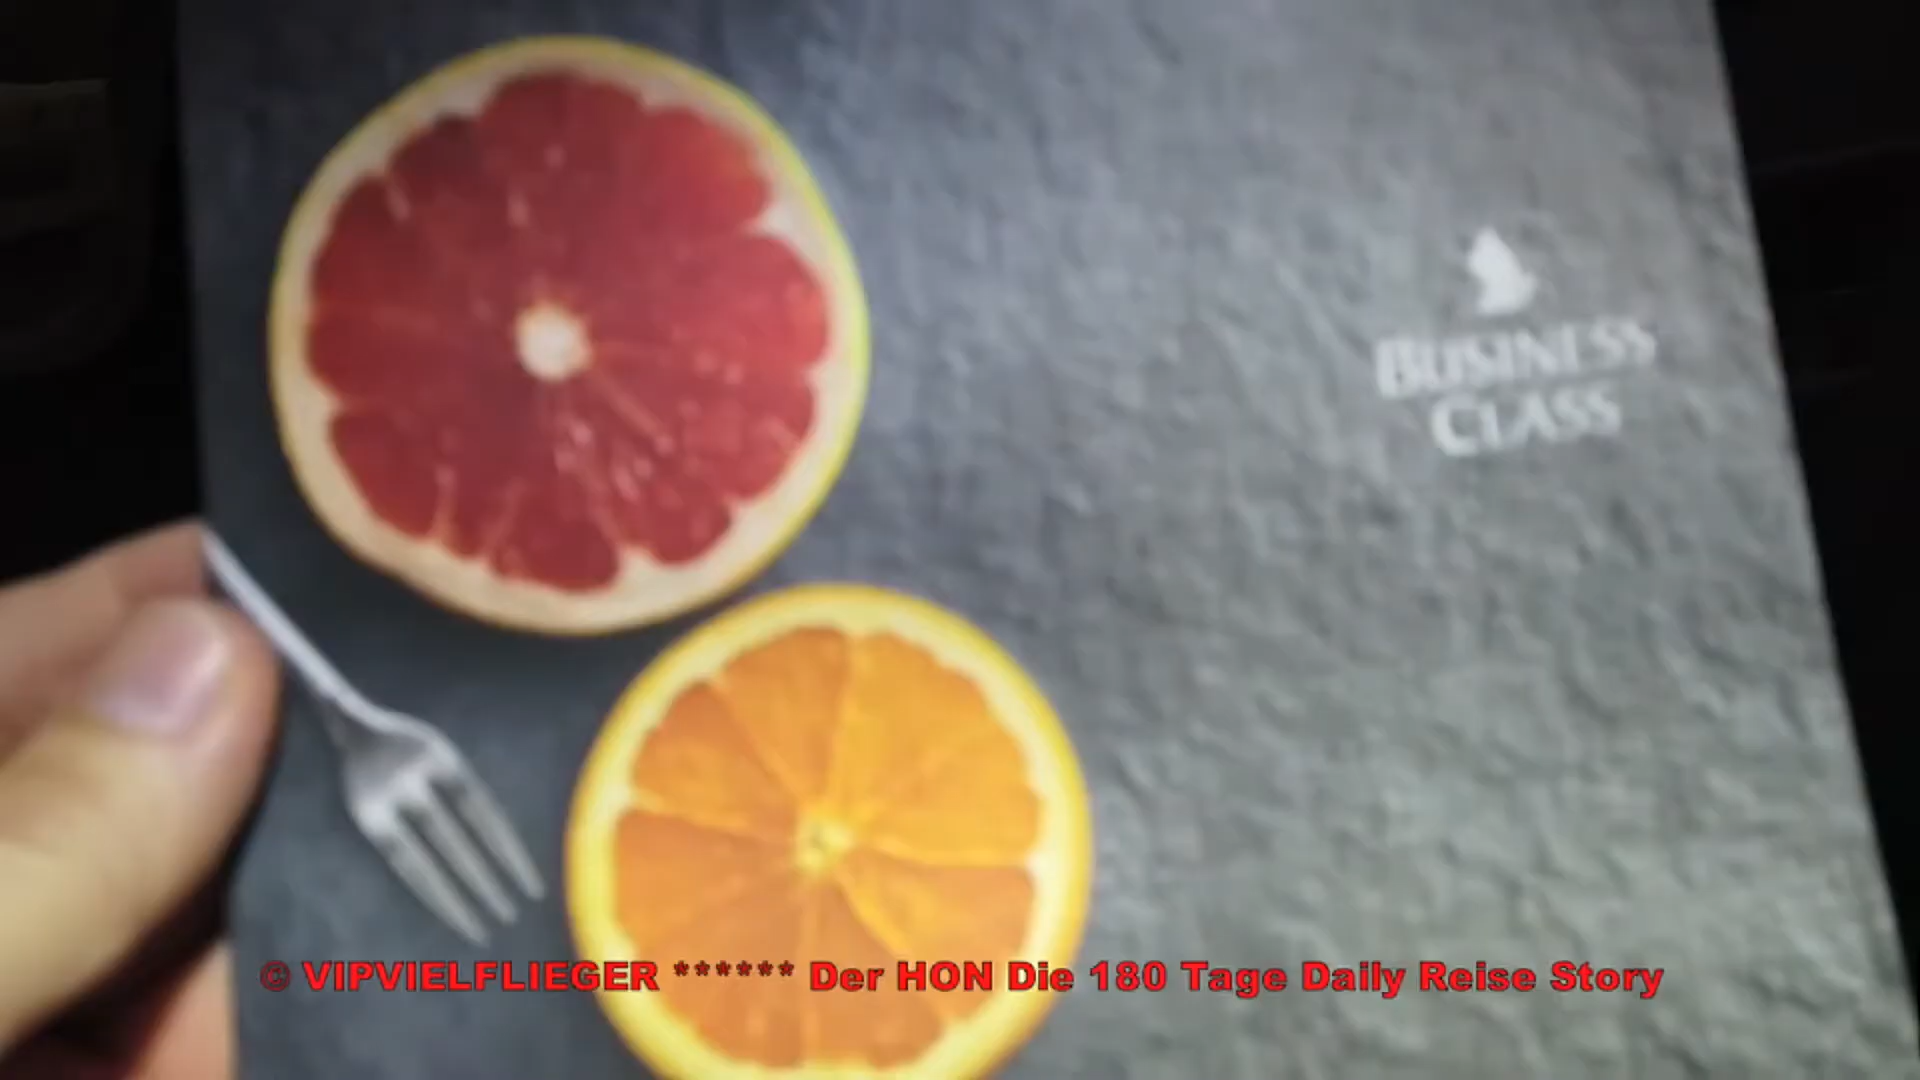 BUSINESS
CLASS
© VIPVIELFLIEGER ****** Der HON Die 180 Tage Daily Reise Story